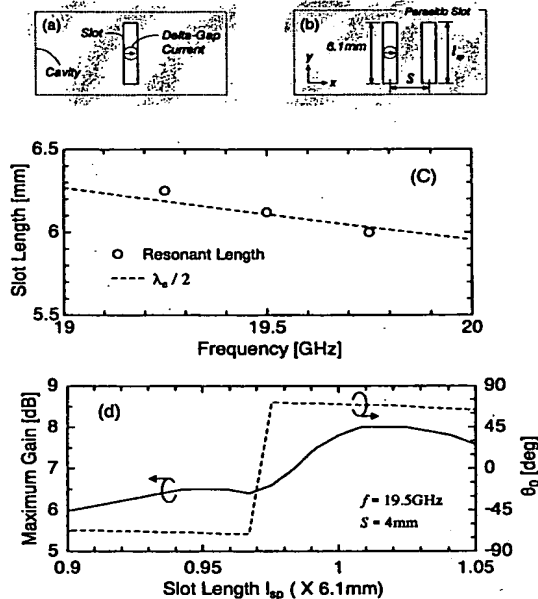 (a)
Slot
Delta-Gap
Current
Cavity
(b)
Parasitic Slot
6.1mm
y
x
S
(C)
6.5
6
5.5
Slot Length [mm]
Resonant Length
19
19.5
20
Frequency [GHz]
(d)
9
8
7
6
5
Maximum Gain [dB]
90
45
0
-45
-90
θ₀ [deg]
f = 19.5GHz
S = 4mm
0.9
0.95
1
1.05
Slot Length lsp ( X 6.1mm)